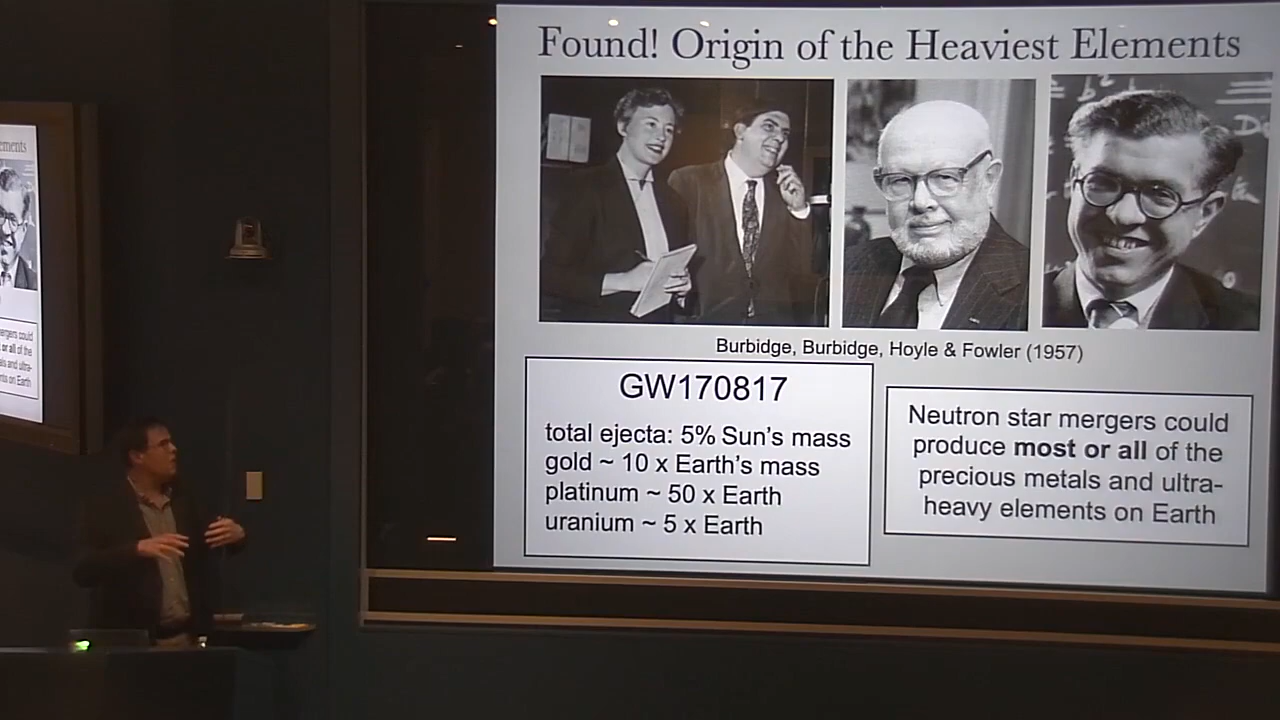 Found! Origin of the Heaviest Elements
Burbidge, Burbidge, Hoyle & Fowler (1957)
GW170817
total ejecta: 5% Sun's mass
gold ~ 10 x Earth's mass
platinum ~ 50 x Earth
uranium ~ 5 x Earth
Neutron star mergers could
produce most or all of the
precious metals and ultra-
heavy elements on Earth